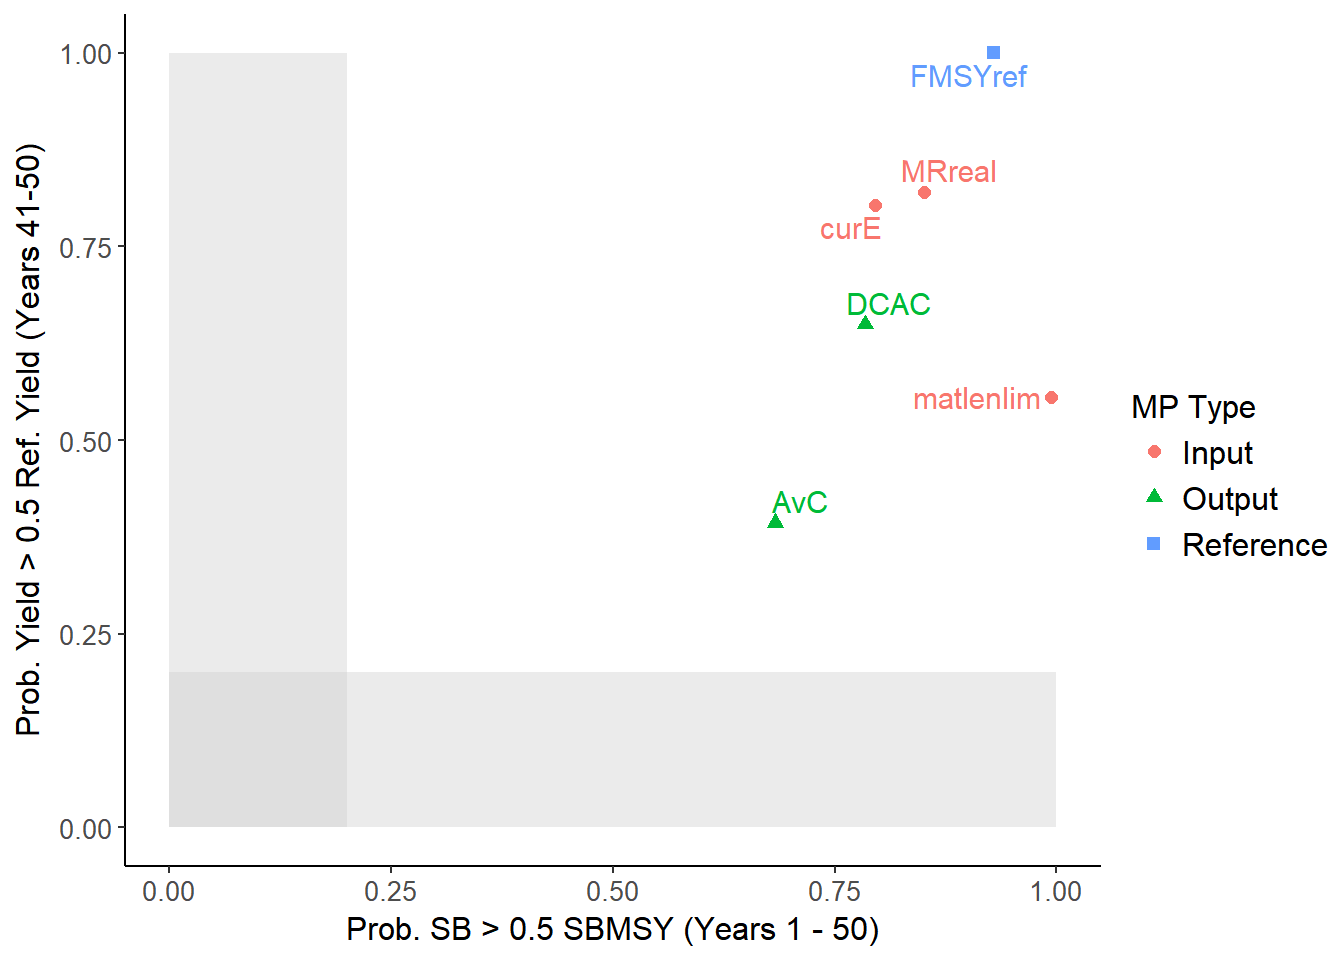 1.00
0.75
0.50
0.25
0.00
Prob. Yield > 0.5 Ref. Yield (Years 41-50)
FMSYref
MRreal
curE
DCAC
matlenlim
AvC
0.00
0.25
0.50
0.75
1.00
Prob. SB > 0.5 SBMSY (Years 1 - 50)
MP Type
Input
Output
Reference